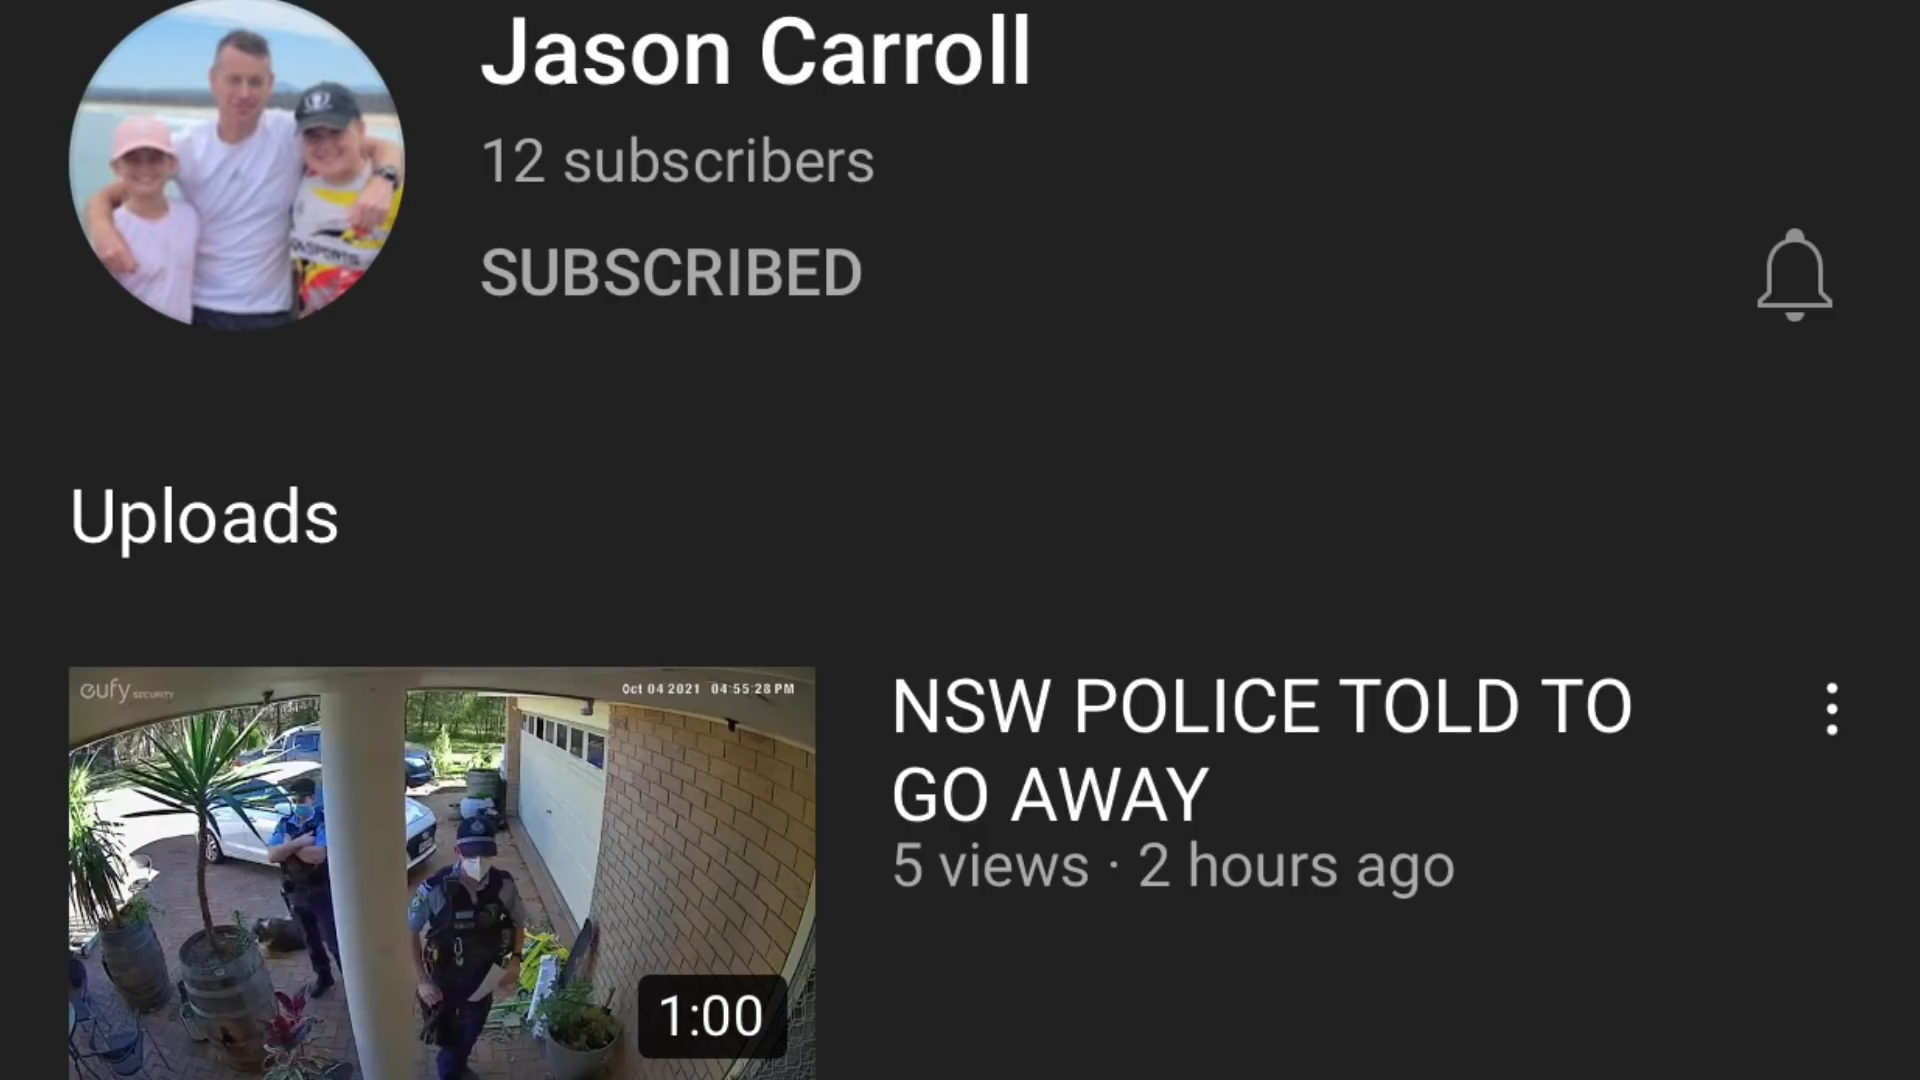 Jason Carroll
12 subscribers
SUBSCRIBED
Uploads
eufy SECURITY
Oct 04 2021 04:55:28 PM
NSW POLICE TOLD TO
GO AWAY
5 views · 2 hours ago
1:00